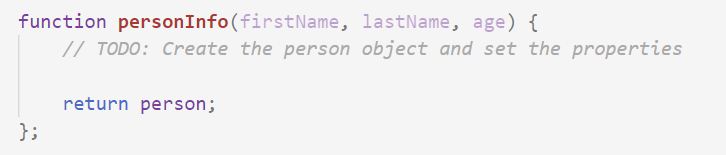 function personInfo(firstName, lastName, age) {
// TODO: Create the person object and set the properties
return person;
};